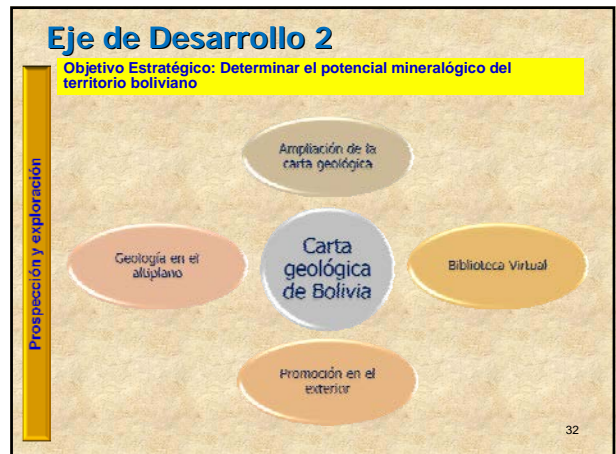 Eje de Desarrollo 2
Objetivo Estratégico: Determinar el potencial mineralógico del
territorio boliviano
Prospección y exploración
Ampliación de la
carta geológica
Geología en el
altiplano
Carta
geológica
de Bolivia
Biblioteca Virtual
Promoción en el
exterior
32